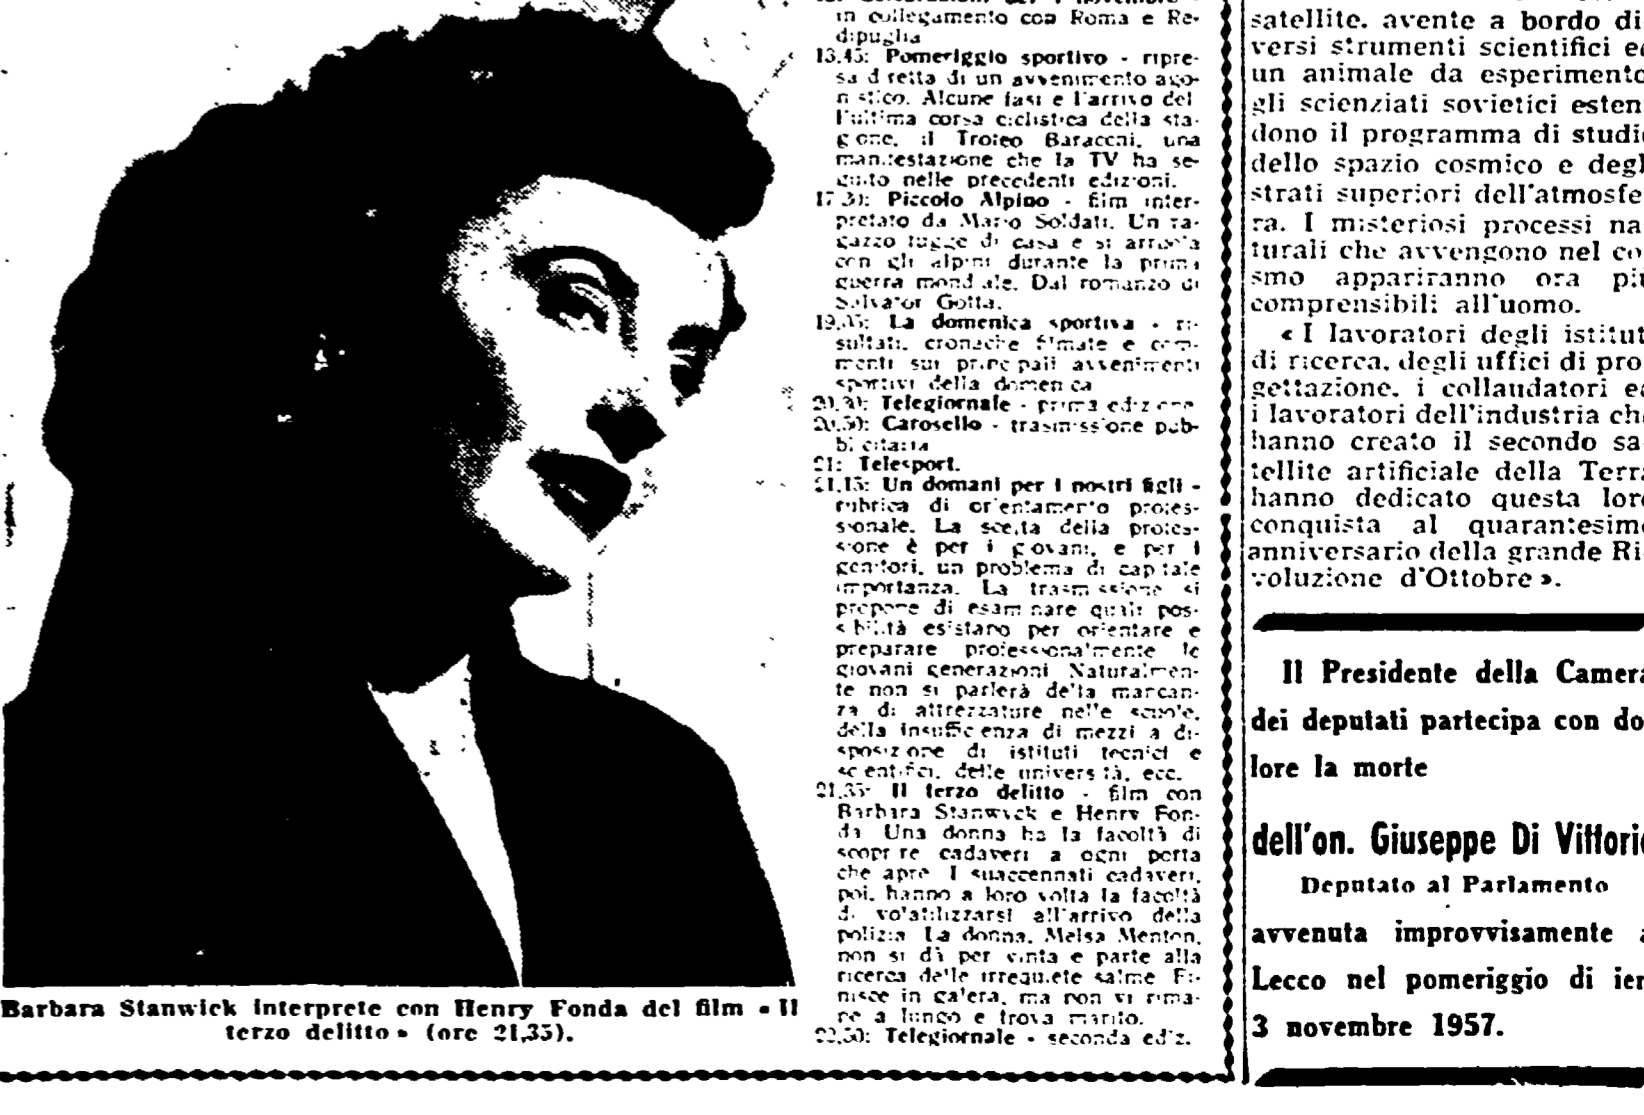 Barbara Stanwick interprete con Henry Fonda del film « Il
terzo delitto » (ore 21,35).
in collegamento con Roma e Re-
dipuglia
13,45: Pomeriggio sportivo - ripre-
sa diretta di un avvenimento ago-
nistico. Alcune fasi e l'arrivo del-
l'ultima corsa ciclistica della sta-
gione, il Trofeo Baracchi, una
manifestazione che la TV ha se-
guito nelle precedenti edizioni.
17,30: Piccolo Alpino - film inter-
pretato da Mario Soldati. Un ra-
gazzo fugge di casa e si arruola
con gli alpini durante la prima
guerra mondiale. Dal romanzo di
Salvator Gotta.
19,35: La domenica sportiva - ri-
sultati, cronache filmate e com-
menti sui principali avvenimenti
sportivi della domenica
20,30: Telegiornale - prima edizione
20,50: Carosello - trasmissione pub-
blicitaria
21: Telesport.
21,15: Un domani per i nostri figli -
rubrica di orientamento profes-
sionale. La scelta della profes-
sione è per i giovani, e per i
genitori, un problema di capitale
importanza. La trasmissione si
propone di esaminare quali pos-
sibilità esistano per orientare e
preparare professionalmente le
giovani generazioni. Naturalmen-
te non si parlerà della mancan-
za di attrezzature nelle scuole,
della insufficienza di mezzi a di-
sposizione di istituti tecnici e
scientifici, delle università, ecc.
21,35: Il terzo delitto - film con
Barbara Stanwick e Henry Fon-
da. Una donna ha la facoltà di
scoprire cadaveri a ogni porta
che apre. I suaccennati cadaveri,
poi, hanno a loro volta la facoltà
di volatilizzarsi all'arrivo della
polizia. La donna, Melsa Menton,
non si dà per vinta e parte alla
ricerca delle irrequiete salme. Fi-
nisce in galera, ma non vi rima-
ne a lungo e trova marito.
22,50: Telegiornale - seconda ediz.
satellite, avente a bordo di-
versi strumenti scientifici ed
un animale da esperimento
gli scienziati sovietici esten-
dono il programma di studio
dello spazio cosmico e degli
strati superiori dell'atmosfe-
ra. I misteriosi processi na-
turali che avvengono nel co-
smo appariranno ora più
comprensibili all'uomo.
« I lavoratori degli istituti
di ricerca, degli uffici di pro-
gettazione, i collaudatori ed
i lavoratori dell'industria che
hanno creato il secondo sa-
tellite artificiale della Terra
hanno dedicato questa loro
conquista al quarantesimo
anniversario della grande Ri-
voluzione d'Ottobre ».
Il Presidente della Camera
dei deputati partecipa con do-
lore la morte
dell'on. Giuseppe Di Vittorio
Deputato al Parlamento
avvenuta improvvisamente a
Lecco nel pomeriggio di ieri
3 novembre 1957.